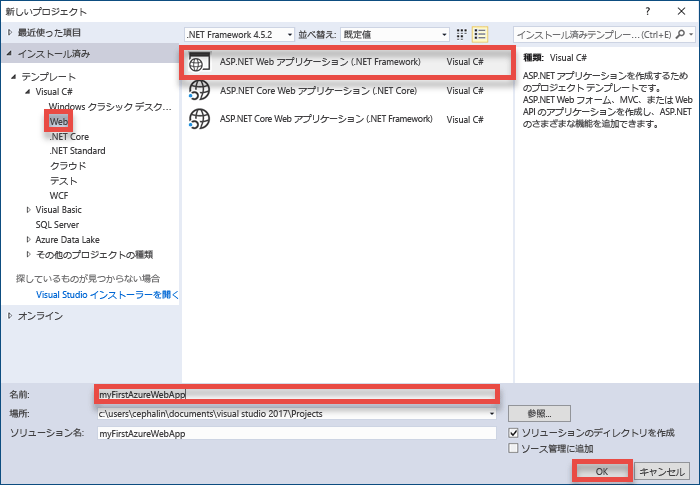 新しいプロジェクト
? ×
最近使った項目
インストール済み
テンプレート
Visual C#
Windows クラシック デスク...
Web
.NET Core
.NET Standard
クラウド
テスト
WCF
Visual Basic
SQL Server
Azure Data Lake
その他のプロジェクトの種類
探しているものが見つからない場合
Visual Studio インストーラーを開く
オンライン
.NET Framework 4.5.2 並べ替え: 既定値
ASP.NET Web アプリケーション (.NET Framework) Visual C#
ASP.NET Core Web アプリケーション (.NET Core) Visual C#
ASP.NET Core Web アプリケーション (.NET Framework) Visual C#
インストール済みテンプレー...(Ctrl+E)
種類: Visual C#
ASP.NET アプリケーションを作成するため
のプロジェクト テンプレートです。
ASP.NET Web フォーム、MVC、または Web
API のアプリケーションを作成し、ASP.NET
のさまざまな機能を追加できます。
名前: myFirstAzureWebApp
場所: c:\users\cephalin\documents\visual studio 2017\Projects
参照...
ソリューション名: myFirstAzureWebApp
ソリューションのディレクトリを作成
ソース管理に追加
OK キャンセル